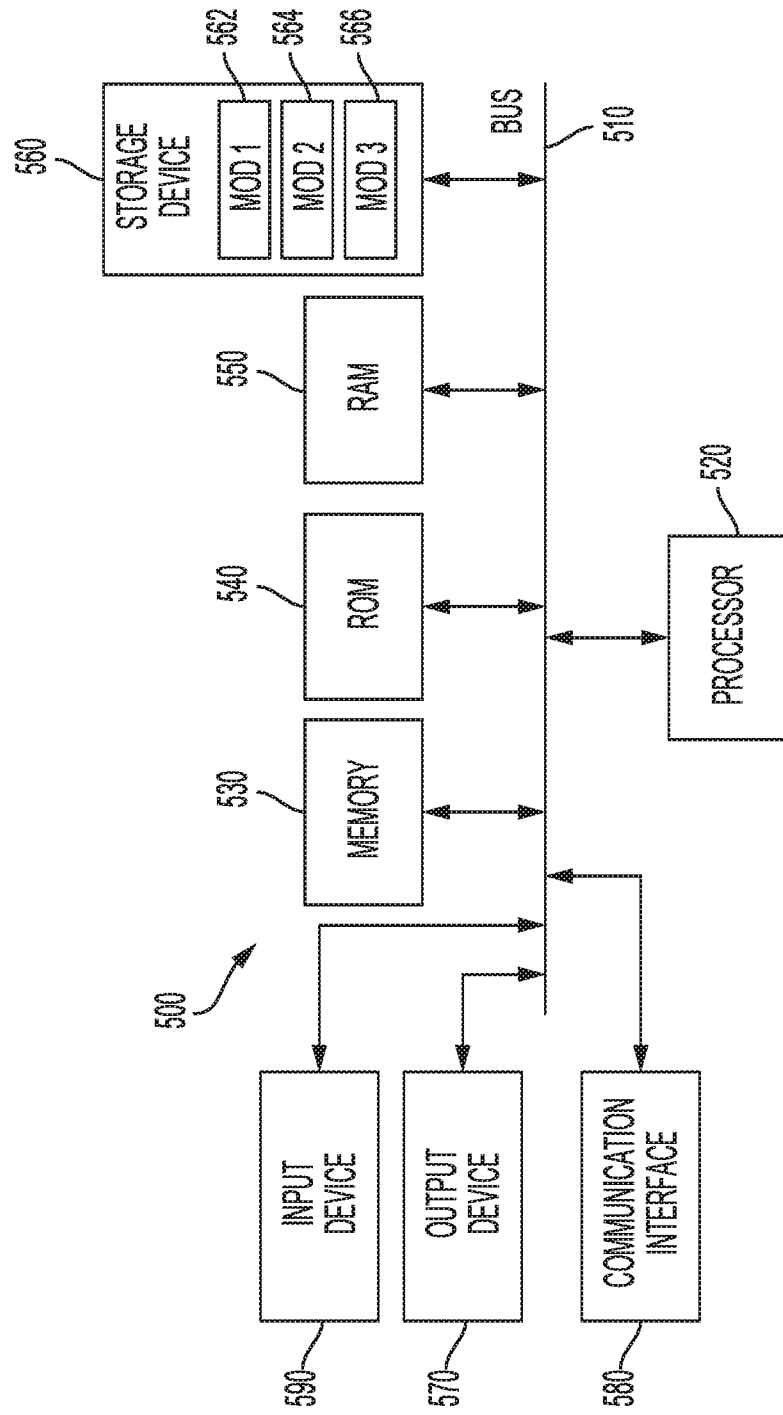 560
STORAGE
DEVICE
562
MOD 1
564
MOD 2
566
MOD 3
550
RAM
540
ROM
530
MEMORY
500
BUS
510
590
INPUT
DEVICE
570
OUTPUT
DEVICE
580
COMMUNICATION
INTERFACE
520
PROCESSOR